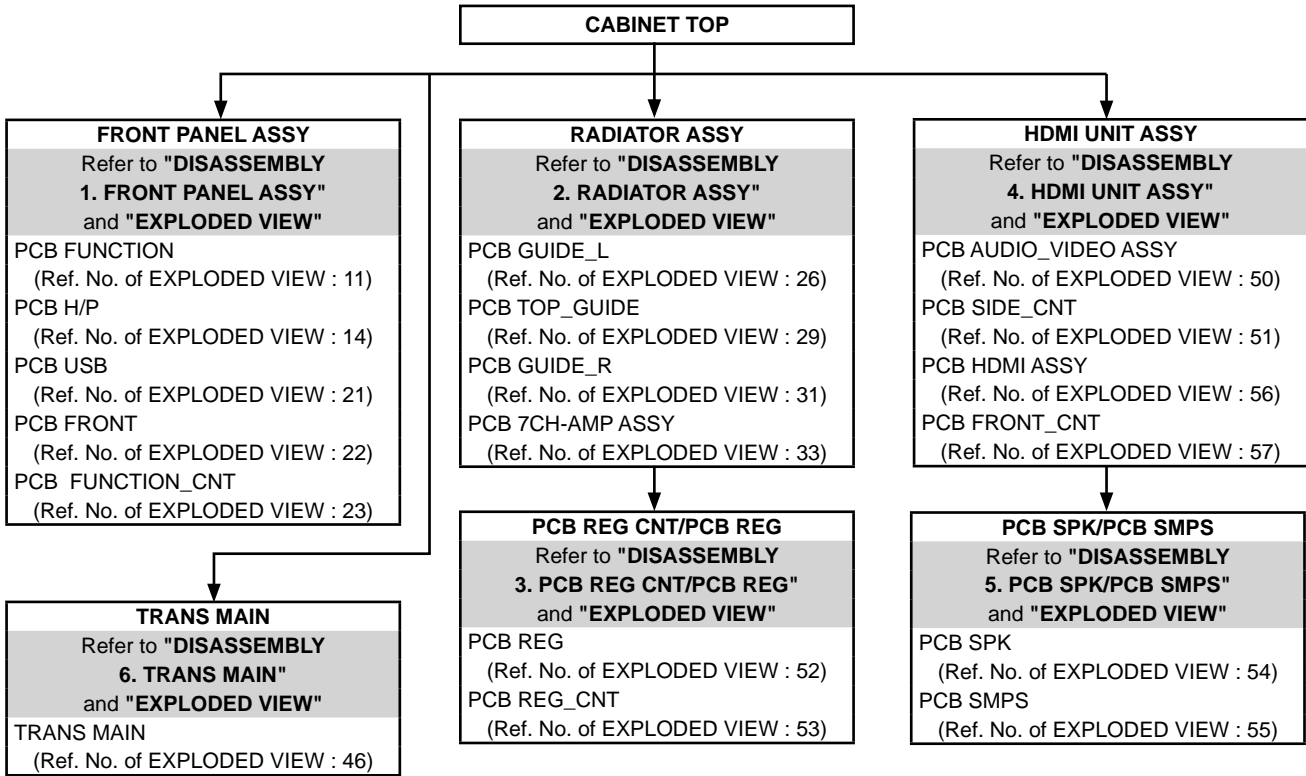 CABINET TOP
FRONT PANEL ASSY
Refer to "DISASSEMBLY
1. FRONT PANEL ASSY"
and "EXPLODED VIEW"
PCB FUNCTION
(Ref. No. of EXPLODED VIEW : 11)
PCB H/P
(Ref. No. of EXPLODED VIEW : 14)
PCB USB
(Ref. No. of EXPLODED VIEW : 21)
PCB FRONT
(Ref. No. of EXPLODED VIEW : 22)
PCB FUNCTION_CNT
(Ref. No. of EXPLODED VIEW : 23)
TRANS MAIN
Refer to "DISASSEMBLY
6. TRANS MAIN"
and "EXPLODED VIEW"
TRANS MAIN
(Ref. No. of EXPLODED VIEW : 46)
RADIATOR ASSY
Refer to "DISASSEMBLY
2. RADIATOR ASSY"
and "EXPLODED VIEW"
PCB GUIDE_L
(Ref. No. of EXPLODED VIEW : 26)
PCB TOP_GUIDE
(Ref. No. of EXPLODED VIEW : 29)
PCB GUIDE_R
(Ref. No. of EXPLODED VIEW : 31)
PCB 7CH-AMP ASSY
(Ref. No. of EXPLODED VIEW : 33)
PCB REG CNT/PCB REG
Refer to "DISASSEMBLY
3. PCB REG CNT/PCB REG"
and "EXPLODED VIEW"
PCB REG
(Ref. No. of EXPLODED VIEW : 52)
PCB REG_CNT
(Ref. No. of EXPLODED VIEW : 53)
HDMI UNIT ASSY
Refer to "DISASSEMBLY
4. HDMI UNIT ASSY"
and "EXPLODED VIEW"
PCB AUDIO_VIDEO ASSY
(Ref. No. of EXPLODED VIEW : 50)
PCB SIDE_CNT
(Ref. No. of EXPLODED VIEW : 51)
PCB HDMI ASSY
(Ref. No. of EXPLODED VIEW : 56)
PCB FRONT_CNT
(Ref. No. of EXPLODED VIEW : 57)
PCB SPK/PCB SMPS
Refer to "DISASSEMBLY
5. PCB SPK/PCB SMPS"
and "EXPLODED VIEW"
PCB SPK
(Ref. No. of EXPLODED VIEW : 54)
PCB SMPS
(Ref. No. of EXPLODED VIEW : 55)